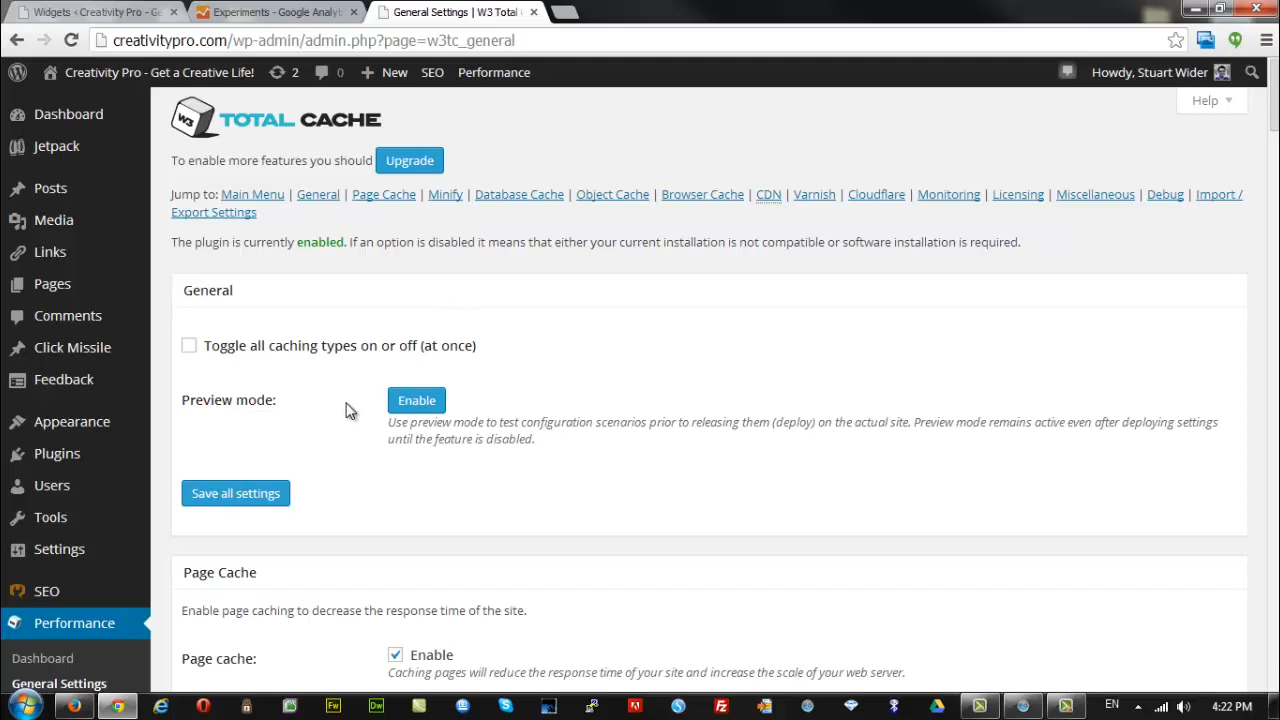 Widgets ‹ Creativity Pro - Ge
Experiments - Google Analyt
General Settings | W3 Total
creativitypro.com/wp-admin/admin.php?page=w3tc_general
Creativity Pro - Get a Creative Life!
2
0
New
SEO
Performance
Howdy, Stuart Wider
Help
Dashboard
Jetpack
Posts
Media
Links
Pages
Comments
Click Missile
Feedback
Appearance
Plugins
Users
Tools
Settings
SEO
Performance
Dashboard
General Settings
W3 TOTAL CACHE
To enable more features you should Upgrade
Jump to: Main Menu | General | Page Cache | Minify | Database Cache | Object Cache | Browser Cache | CDN | Varnish | Cloudflare | Monitoring | Licensing | Miscellaneous | Debug | Import /
Export Settings
The plugin is currently enabled. If an option is disabled it means that either your current installation is not compatible or software installation is required.
General
Toggle all caching types on or off (at once)
Preview mode:
Enable
Use preview mode to test configuration scenarios prior to releasing them (deploy) on the actual site. Preview mode remains active even after deploying settings
until the feature is disabled.
Save all settings
Page Cache
Enable page caching to decrease the response time of the site.
Page cache:
Enable
Caching pages will reduce the response time of your site and increase the scale of your web server.
Fw
Dw
EN
4:22 PM